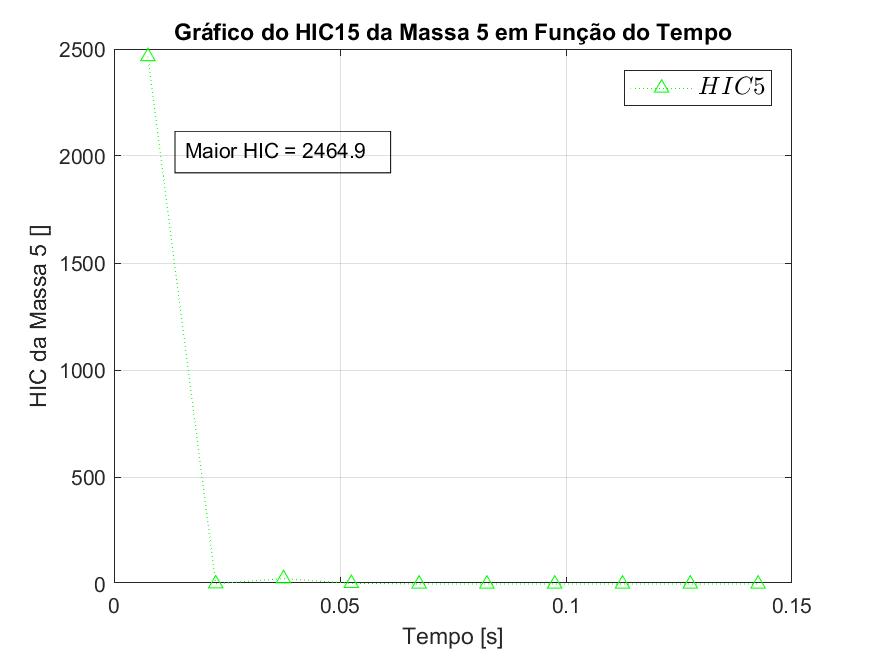 Gráfico do HIC15 da Massa 5 em Função do Tempo
HIC5
Maior HIC = 2464.9
HIC da Massa 5 []
2500
2000
1500
1000
500
0
0
0.05
0.1
0.15
Tempo [s]